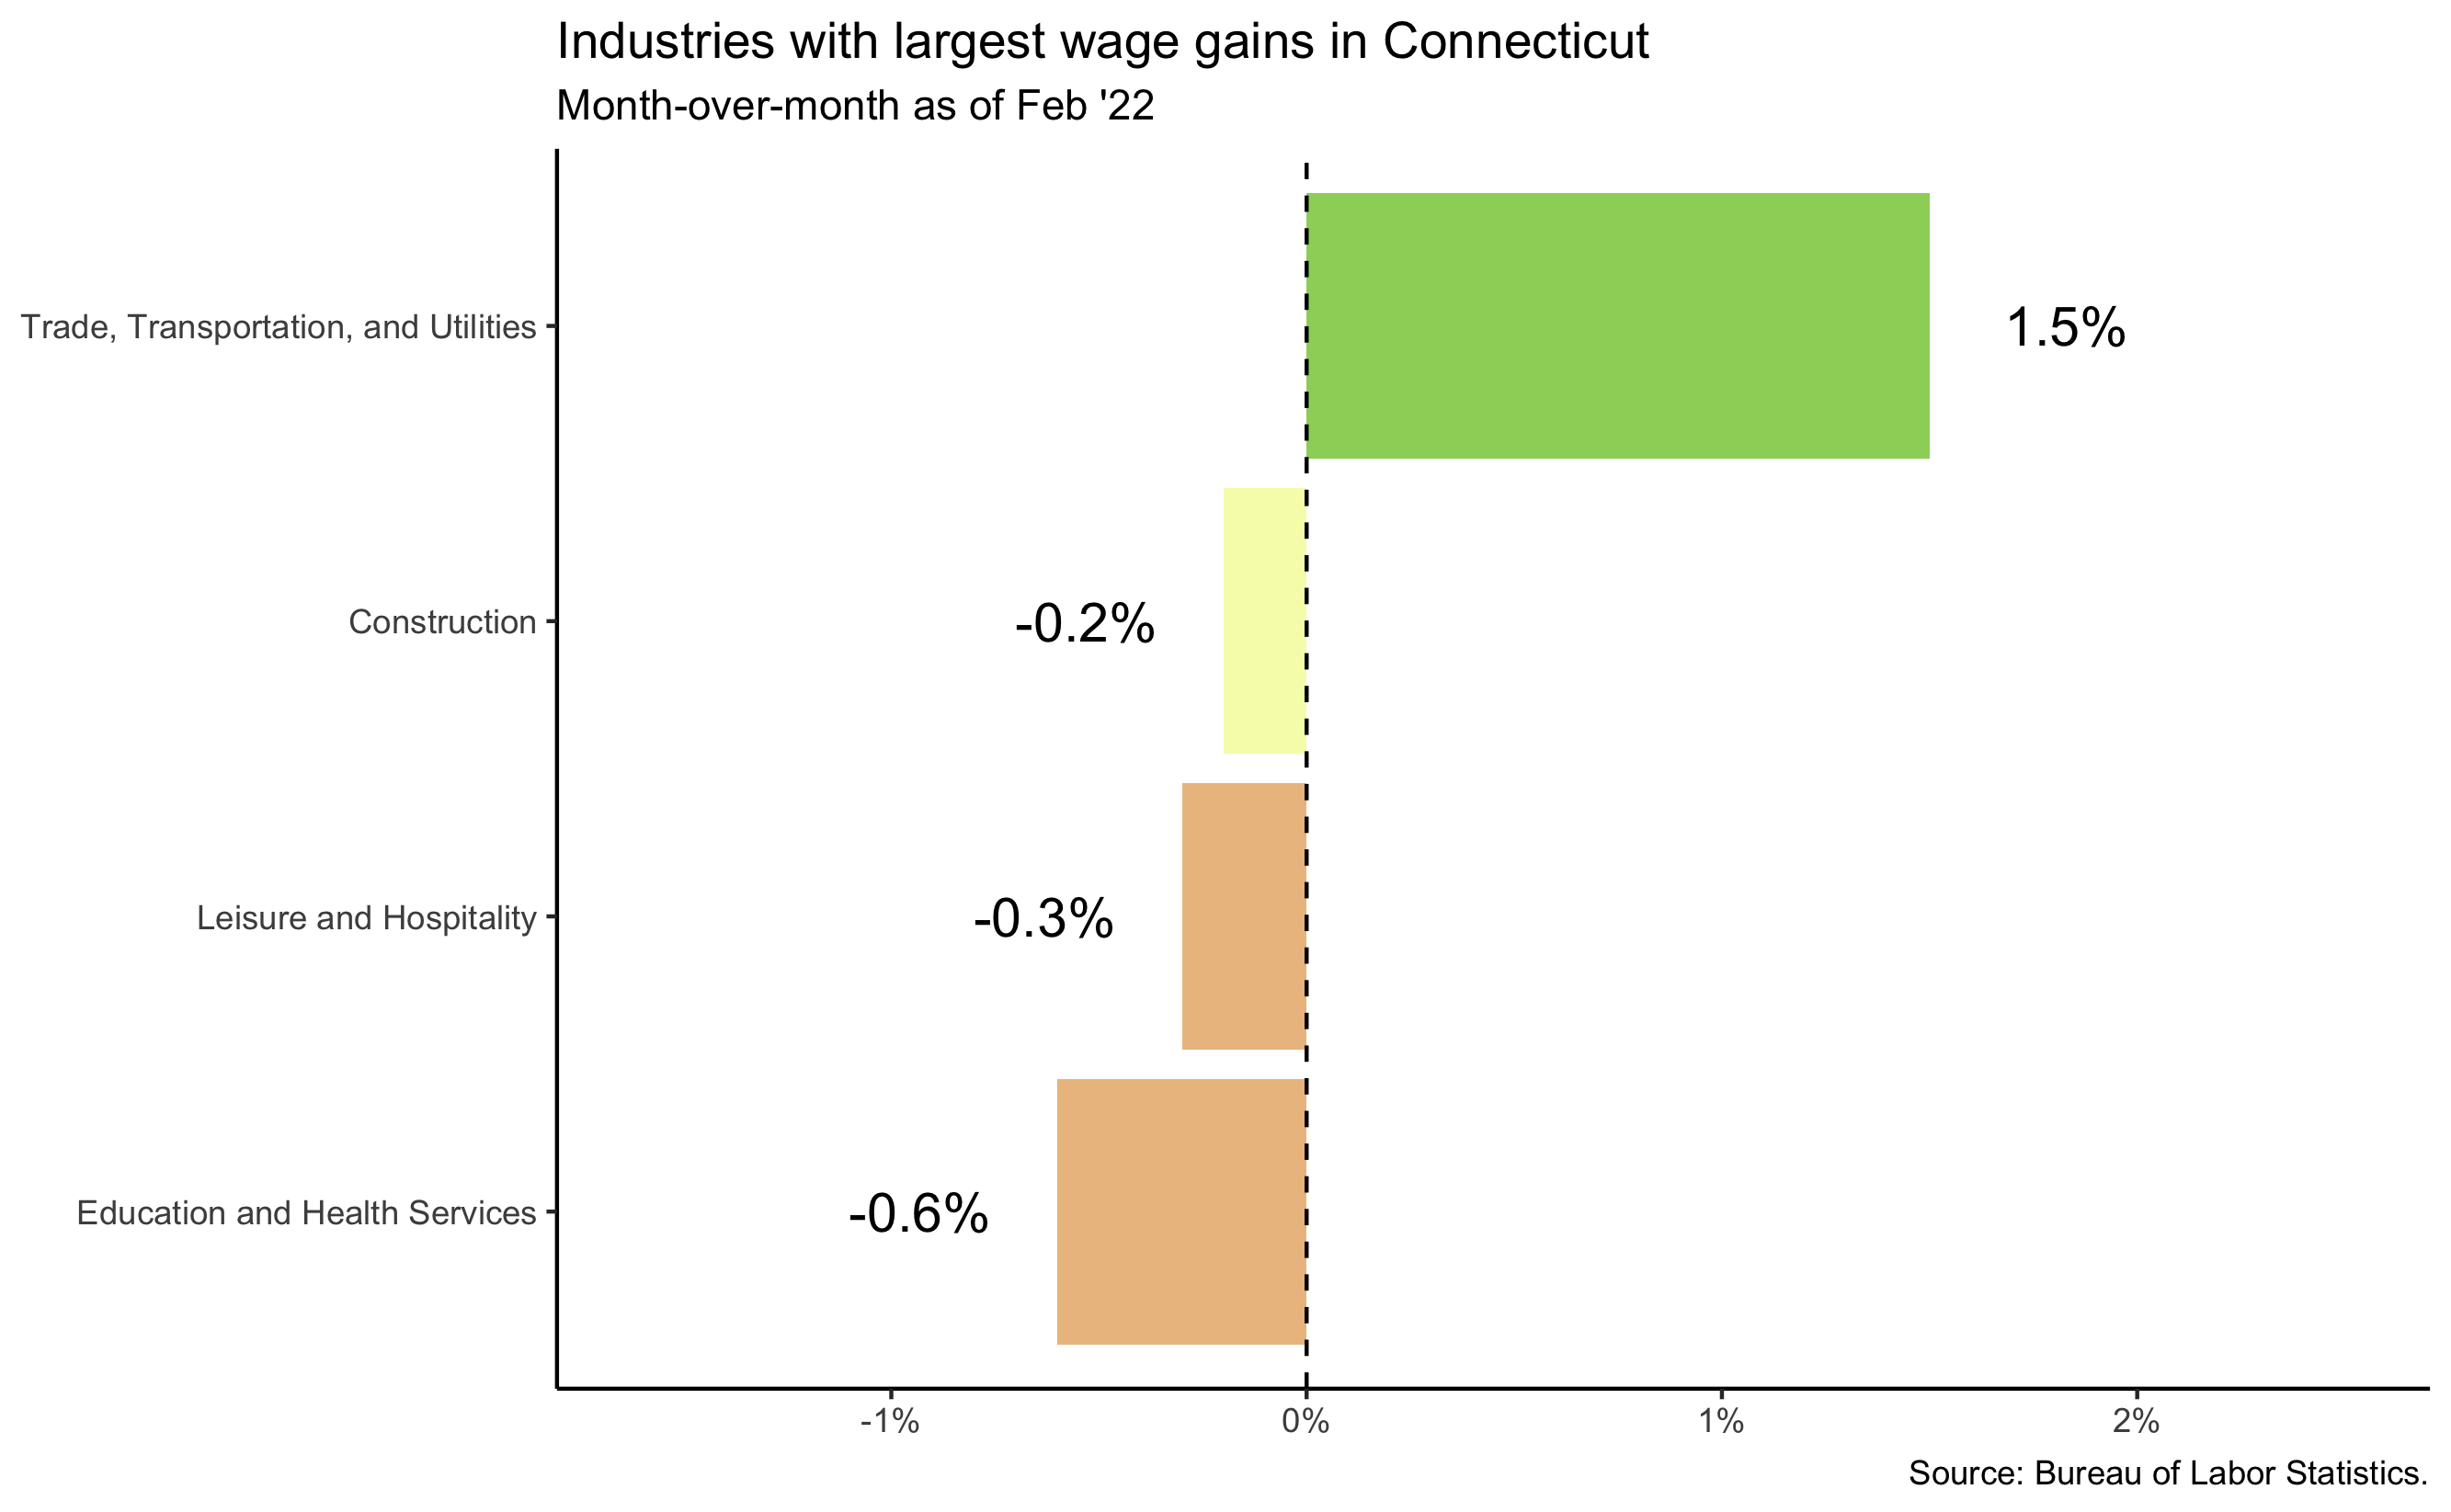 Industries with largest wage gains in Connecticut
Month-over-month as of Feb '22
Trade, Transportation, and Utilities
1.5%
Construction
-0.2%
Leisure and Hospitality
-0.3%
Education and Health Services
-0.6%
-1%
0%
1%
2%
Source: Bureau of Labor Statistics.